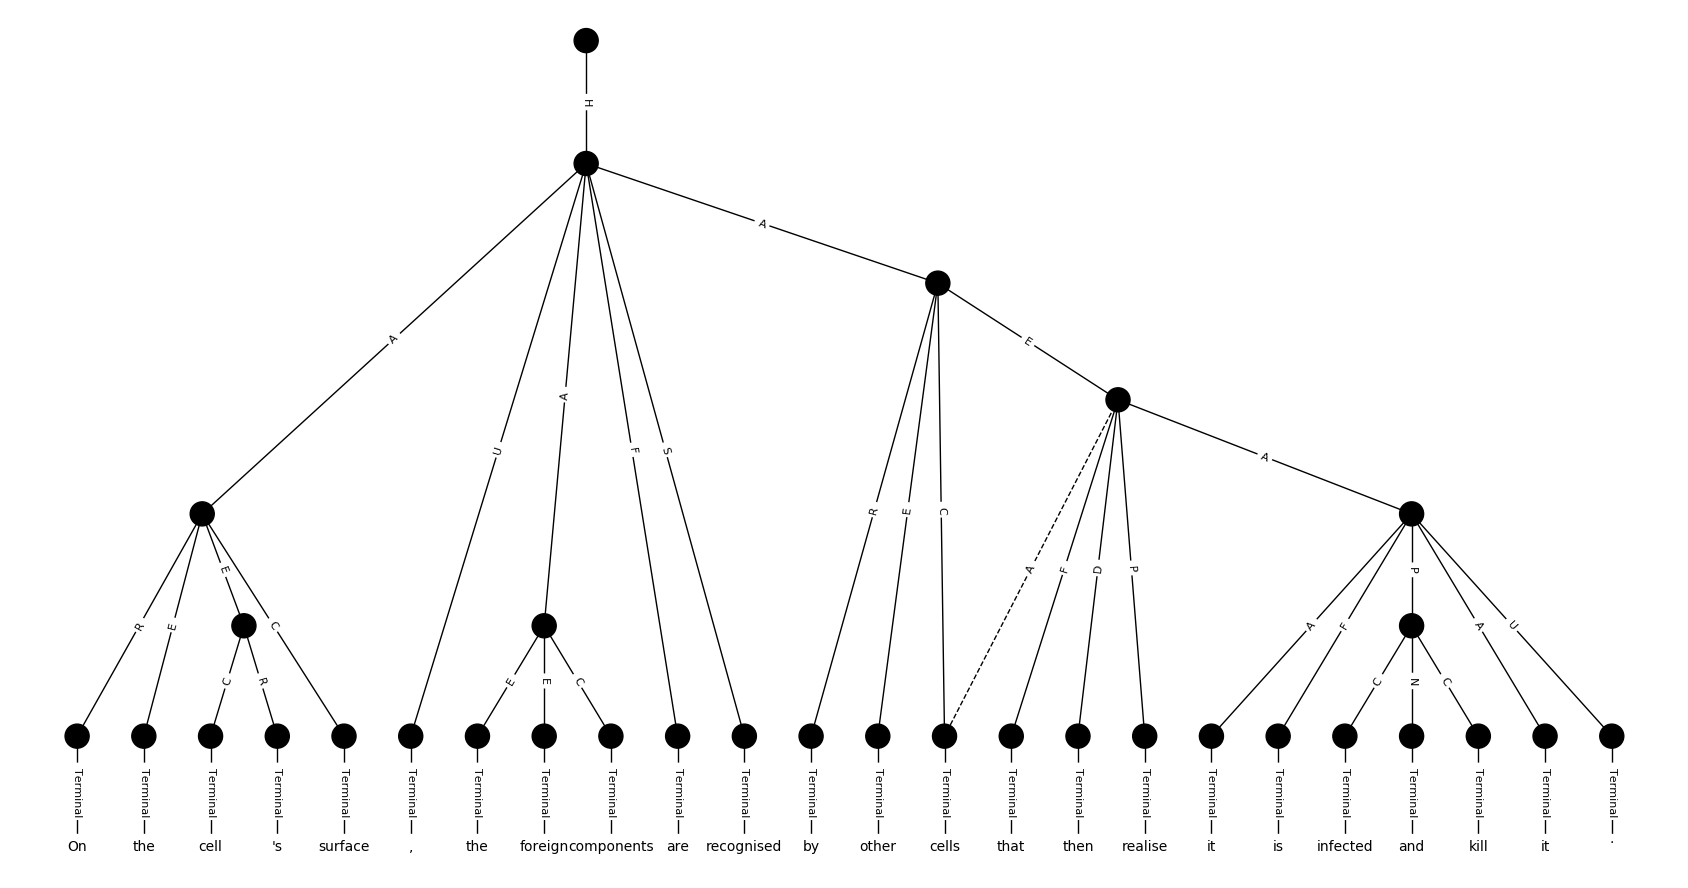 H
A
A
E
U
A
F
S
A
R
E
C
E
C
R
E
C
A
F
D
P
A
F
P
A
U
C
R
E
E
C
C
N
C
Terminal Terminal Terminal Terminal Terminal Terminal Terminal Terminal Terminal Terminal Terminal Terminal Terminal Terminal Terminal Terminal Terminal Terminal Terminal Terminal Terminal Terminal Terminal Terminal
On the cell 's surface , the foreign components are recognised by other cells that then realise it is infected and kill it .